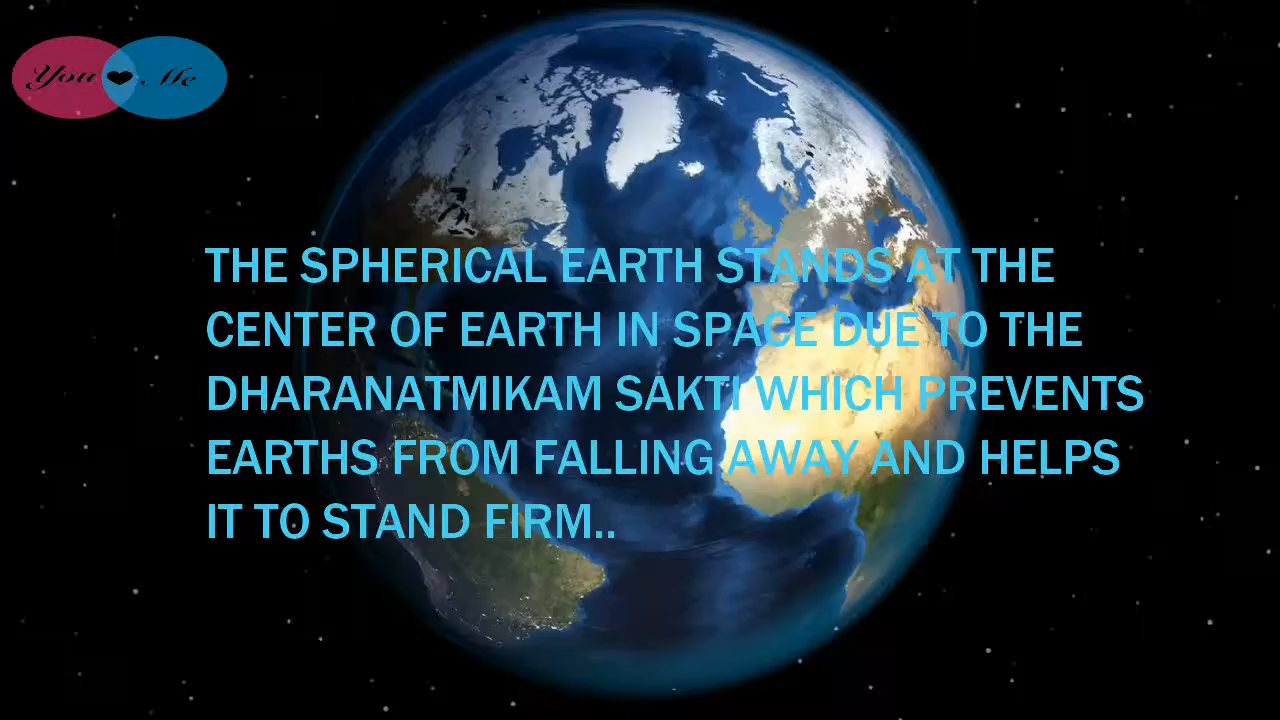 You ♥ Me
THE SPHERICAL EARTH STANDS AT THE
CENTER OF EARTH IN SPACE DUE TO THE
DHARANATMIKAM SAKTI WHICH PREVENTS
EARTHS FROM FALLING AWAY AND HELPS
IT TO STAND FIRM..